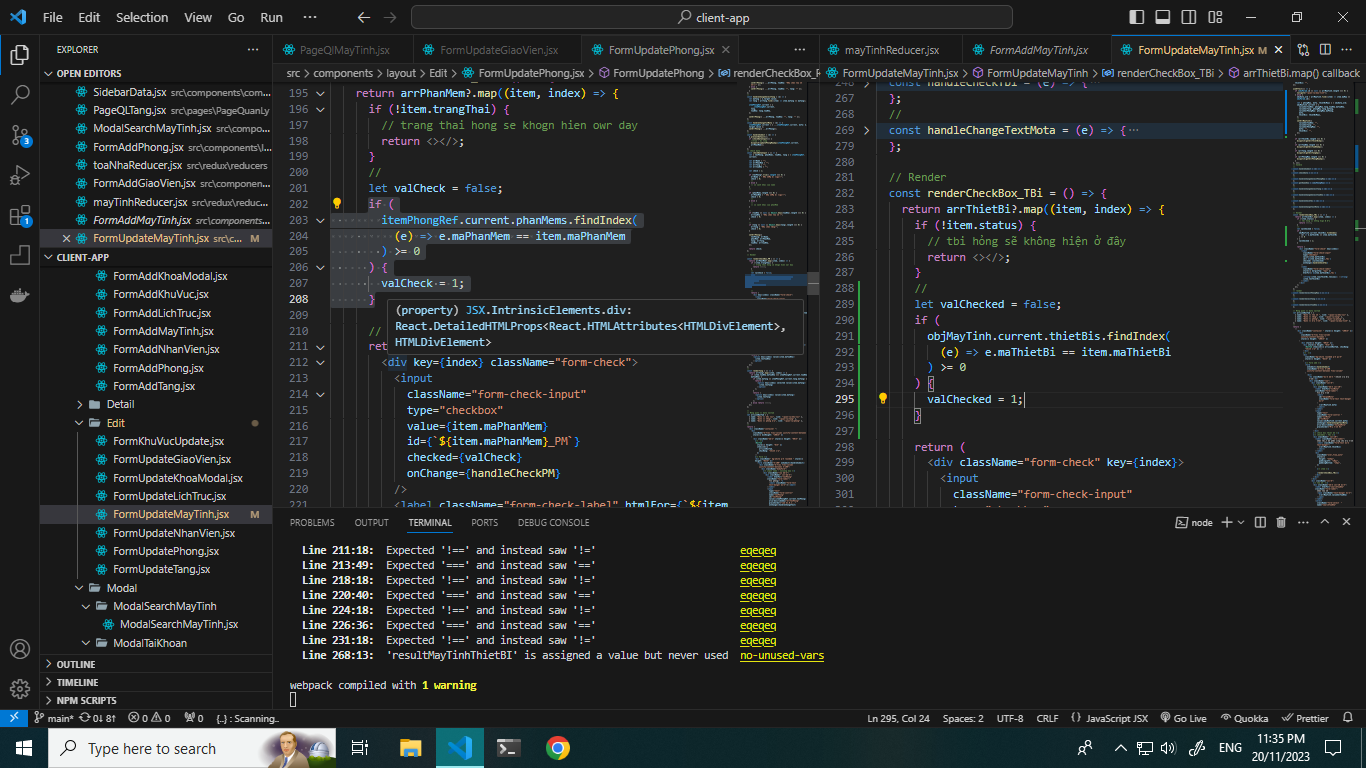 File Edit Selection View Go Run ···
client-app
EXPLORER
OPEN EDITORS
SidebarData.jsx src\components\com...
PageQLTang.jsx src\pages\PageQuanLy
ModalSearchMayTinh.jsx src\compone...
FormAddPhong.jsx src\components\l...
toaNhaReducer.jsx src\redux\reducers
FormAddGiaoVien.jsx src\component...
mayTinhReducer.jsx src\redux\reduc...
FormAddMayTinh.jsx src\components...
FormUpdateMayTinh.jsx src\c... M
CLIENT-APP
FormAddKhoaModal.jsx
FormAddKhuVuc.jsx
FormAddLichTruc.jsx
FormAddMayTinh.jsx
FormAddNhanVien.jsx
FormAddPhong.jsx
FormAddTang.jsx
Detail
Edit
FormKhuVucUpdate.jsx
FormUpdateGiaoVien.jsx
FormUpdateKhoaModal.jsx
FormUpdateLichTruc.jsx
FormUpdateMayTinh.jsx M
FormUpdateNhanVien.jsx
FormUpdatePhong.jsx
FormUpdateTang.jsx
Modal
ModalSearchMayTinh
ModalSearchMayTinh.jsx
ModalTaiKhoan
OUTLINE
TIMELINE
NPM SCRIPTS
PageQlMayTinh.jsx FormUpdateGiaoVien.jsx FormUpdatePhong.jsx
src > components > layout > Edit > FormUpdatePhong.jsx > FormUpdatePhong > renderCheckBox_F
195 return arrPhanMem?.map((item, index) => {
196 if (!item.trangThai) {
197 // trang thai hong se khogn hien owr day
198 return <></>;
199 }
200 //
201 let valCheck = false;
202 if (
203 itemPhongRef.current.phanMems.findIndex(
204 (e) => e.maPhanMem == item.maPhanMem
205 ) >= 0
206 ) {
207 valCheck = 1;
208 }
209
(property) JSX.IntrinsicElements.div:
React.DetailedHTMLProps<React.HTMLAttributes<HTMLDivElement>,
HTMLDivElement>
210 //
211 ret
212 <div key={index} className="form-check">
213 <input
214 className="form-check-input"
215 type="checkbox"
216 value={item.maPhanMem}
217 id={`${item.maPhanMem}_PM`}
218 checked={valCheck}
219 onChange={handleCheckPM}
220 />
221 <label className="form-check-label" htmlFor={`${item
mayTinhReducer.jsx FormAddMayTinh.jsx FormUpdateMayTinh.jsx M
FormUpdateMayTinh.jsx > FormUpdateMayTinh > renderCheckBox_TBi > arrThietBi.map() callback
246 const handleCheckTBi = (e) => {
267 };
268 //
269 const handleChangeTextMota = (e) => {···
279 };
280
281 // Render
282 const renderCheckBox_TBi = () => {
283 return arrThietBi?.map((item, index) => {
284 if (!item.status) {
285 // tbi hỏng sẽ không hiện ở đây
286 return <></>;
287 }
288 //
289 let valChecked = false;
290 if (
291 objMayTinh.current.thietBis.findIndex(
292 (e) => e.maThietBi == item.maThietBi
293 ) >= 0
294 ) {
295 valChecked = 1;
296 }
297
298 return (
299 <div className="form-check" key={index}>
300 <input
301 className="form-check-input"
PROBLEMS OUTPUT TERMINAL PORTS DEBUG CONSOLE
node
Line 211:18: Expected '!==' and instead saw '!=' eqeqeq
Line 213:49: Expected '===' and instead saw '==' eqeqeq
Line 218:18: Expected '!==' and instead saw '!=' eqeqeq
Line 220:40: Expected '===' and instead saw '==' eqeqeq
Line 224:18: Expected '!==' and instead saw '!=' eqeqeq
Line 226:36: Expected '===' and instead saw '==' eqeqeq
Line 231:18: Expected '!==' and instead saw '!=' eqeqeq
Line 268:13: 'resultMayTinhThietBI' is assigned a value but never used no-unused-vars
webpack compiled with 1 warning
main* 0↓ 8↑ 0 0 0 {..} : Scanning..
Ln 295, Col 24 Spaces: 2 UTF-8 CRLF {} JavaScript JSX Go Live Quokka Prettier
Type here to search
ENG
11:35 PM
20/11/2023